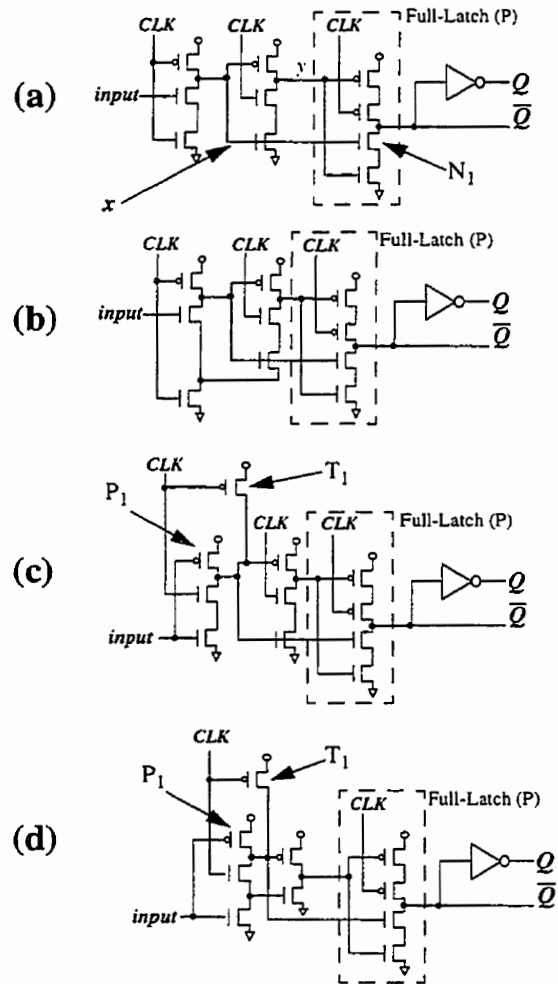 (a)
CLK
CLK
CLK
Full-Latch (P)
input
y
Q
Q̅
x
N₁
(b)
CLK
CLK
CLK
Full-Latch (P)
input
Q
Q̅
(c)
CLK
T₁
P₁
CLK
CLK
Full-Latch (P)
input
Q
Q̅
(d)
CLK
T₁
P₁
CLK
Full-Latch (P)
input
Q
Q̅